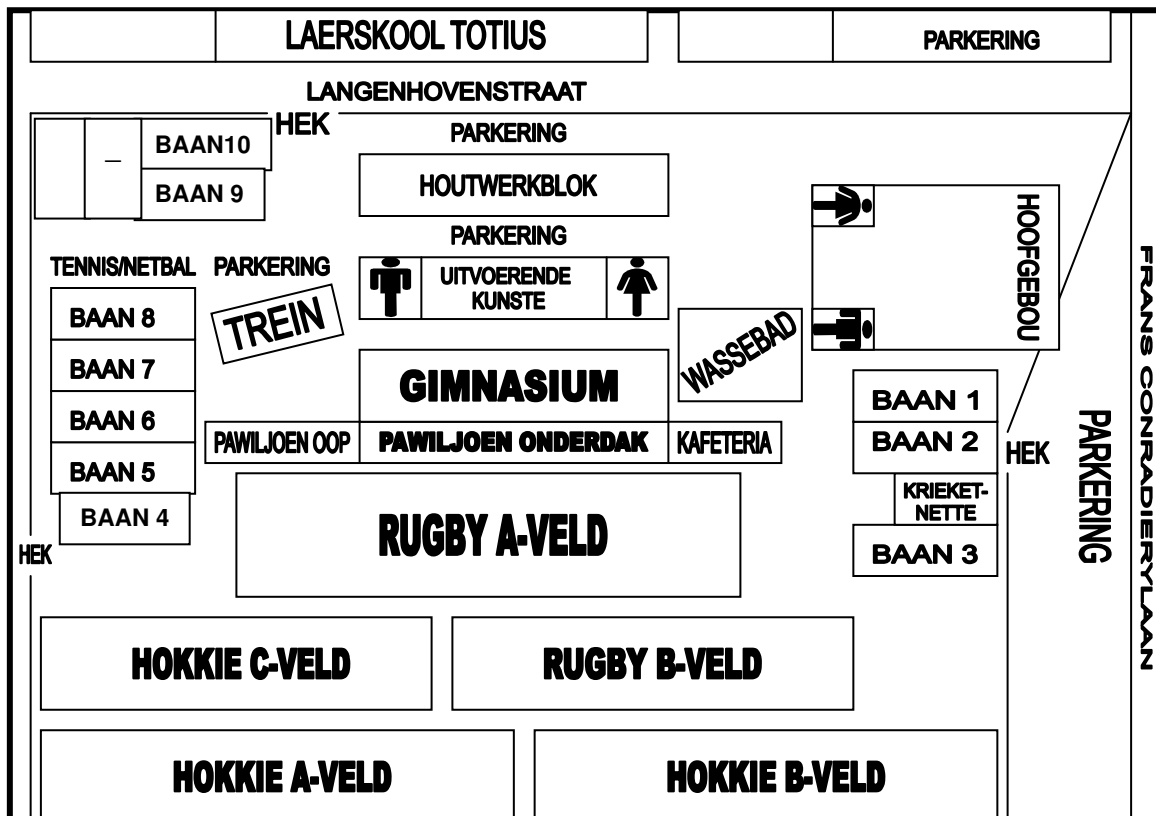 LAERSKOOL TOTIUS
PARKERING
LANGENHOVENSTRAAT
HEK
PARKERING
BAAN10
BAAN 9
HOUTWERKBLOK
PARKERING
HOOFGEBOU
TENNIS/NETBAL
PARKERING
UITVOERENDE
KUNSTE
FRANS CONRADIERYLAAN
BAAN 8
TREIN
WASSEBAD
BAAN 7
GIMNASIUM
BAAN 1
BAAN 6
PAWILJOEN OOP
PAWILJOEN ONDERDAK
KAFETERIA
BAAN 2
HEK
PARKERING
BAAN 5
KRIEKET-
NETTE
BAAN 4
RUGBY A-VELD
HEK
BAAN 3
HOKKIE C-VELD
RUGBY B-VELD
HOKKIE A-VELD
HOKKIE B-VELD